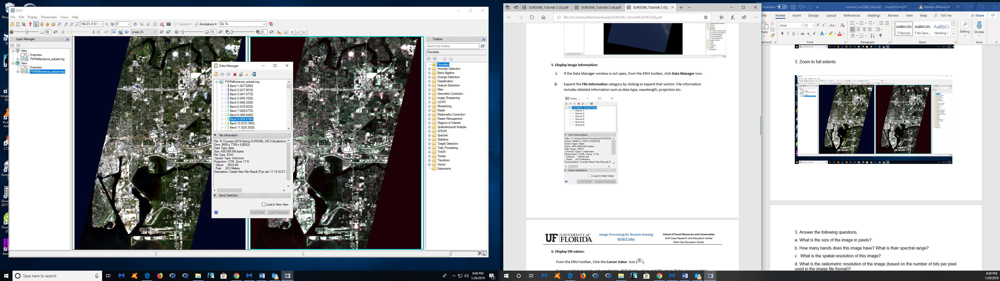 ENVI
File Edit Display Placemarks Views Help
164.2% (1.6:1 0° Vectors Annotations Go To
50 20 Linear 2% 10 0
Layer Manager
View
Overview
PWReflectance_subset.img
View
Overview
PWReflectance_subset.img
N
N
Data Manager
PWReflectance_subset.img
Band 1 (427.6260)
Band 2 (437.8010)
Band 3 (447.9770)
Band 4 (458.1520)
Band 5 (468.3280)
Band 6 (478.5030)
Band 7 (488.6770)
Band 8 (498.8480)
Band 9 (509.0180)
Band 10 (519.1860)
Band 11 (529.3520)
File Information
File: R:\Courses\2019-Spring-SUR5386_19C3\Students\m
Dims: 8680 x 7788 x 6 [BSQ]
Data Type: Byte
Size: 405,599,040 bytes
File Type: ENVI
Sensor Type: Unknown
Projection: UTM, Zone 17 N
Datum : WGS-84
Pixel : 28.5 Meters
Description: Create New File Result [Tue Jan 11 14:32:57
Band Selection
Load in New View
Load Data Load Grayscale
Toolbox
Search the toolbox
/Favorites
Favorites
Anomaly Detection
Band Algebra
Change Detection
Classification
Feature Extraction
Filter
Geometric Correction
Image Sharpening
LiDAR
Mosaicking
Radar
Radiometric Correction
Raster Management
Regions of Interest
Spatiotemporal Analysis
SPEAR
Spectral
Statistics
Target Detection
Task Processing
THOR
Terrain
Transform
Vector
Extensions
Type here to search
8:48 PM
1/29/2019
SUR5386_Tutorial 2 (3).pdf SUR5386_Tutorial 2 (4).pdf SUR5386_Tutorial 2 (5).
file:///C:/Users/Mel/Downloads/SUR5386_Tutorial%202%20(5).pdf
5. Display image information:
i. If the Data Manager window is not open, from the ENVI toolbar, click Data Manager icon.
ii. Expand the File Information category by clicking to expand that section. File information
includes detailed information such as data type, wavelength, projection etc.
Data ...
Landsat_tampa.img
Band 1
Band 2
Band 3
Band 4
Band 5
Band 6
File Information
File: C:\Users\Omer\Desktop\SUR538
Dims: 8680 x 7788 x 6 [BSQ]
Data Type: Byte
Size: 405,599,040 bytes
File Type: ENVI
Sensor Type: Unknown
Projection: UTM, Zone 17 N
Datum : WGS-84
Pixel : 28.5 Meters
Description: Create New File Result [T
Band Selection
Load in New View
Load Data Load Grayscale
UF UNIVERSITY of FLORIDA
Image Processing for Remote Sensing
SUR5386
School of Forest Resources and Conservation
Gulf Coast Research and Education Center
Plant City Education Center
6. Display DN values:
From the ENVI toolbar, Click the Cursor Value icon ( ).
Cursor position in pixels and coordinates, RGB display values and DN values (Data) corresponding
AutoSave Off moreno_sur5386_tutorial2 - Saved to this PC Moreno,Melissa M
File Home Insert Design Layout References Mailings Review View Help Tell me Share
Paste Arial 12 Aa AaBbCcDc AaBbCcDc AaBbCc Editing Dictate
B I U ab x₂ x² A A ¶ Normal ¶ No Spac... Heading 1
pboard Font Paragraph Styles Voice
3. Zoom to full extents
3. Answer the following questions.
a. What is the size of the image in pixels?
b. How many bands does this image have? What is their spectral range?
c. What is the spatial resolution of this image?
d. What is the radiometric resolution of the image (based on the number of bits per pixel
used in the image file format)?
8:48 PM
1/29/2019